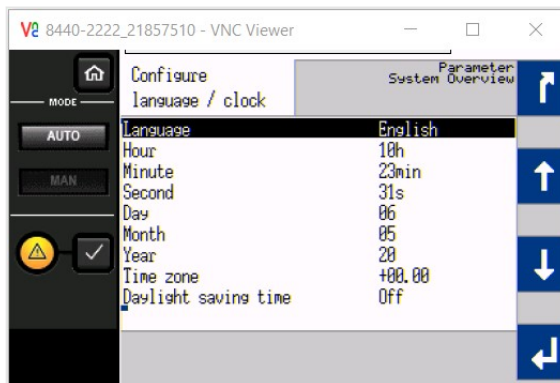 V2 8440-2222_21857510 - VNC Viewer
Configure
language / clock
Parameter
System Overview
MODE
AUTO
MAN
Language English
Hour 10h
Minute 23min
Second 31s
Day 06
Month 05
Year 20
Time zone +00.00
Daylight saving time Off